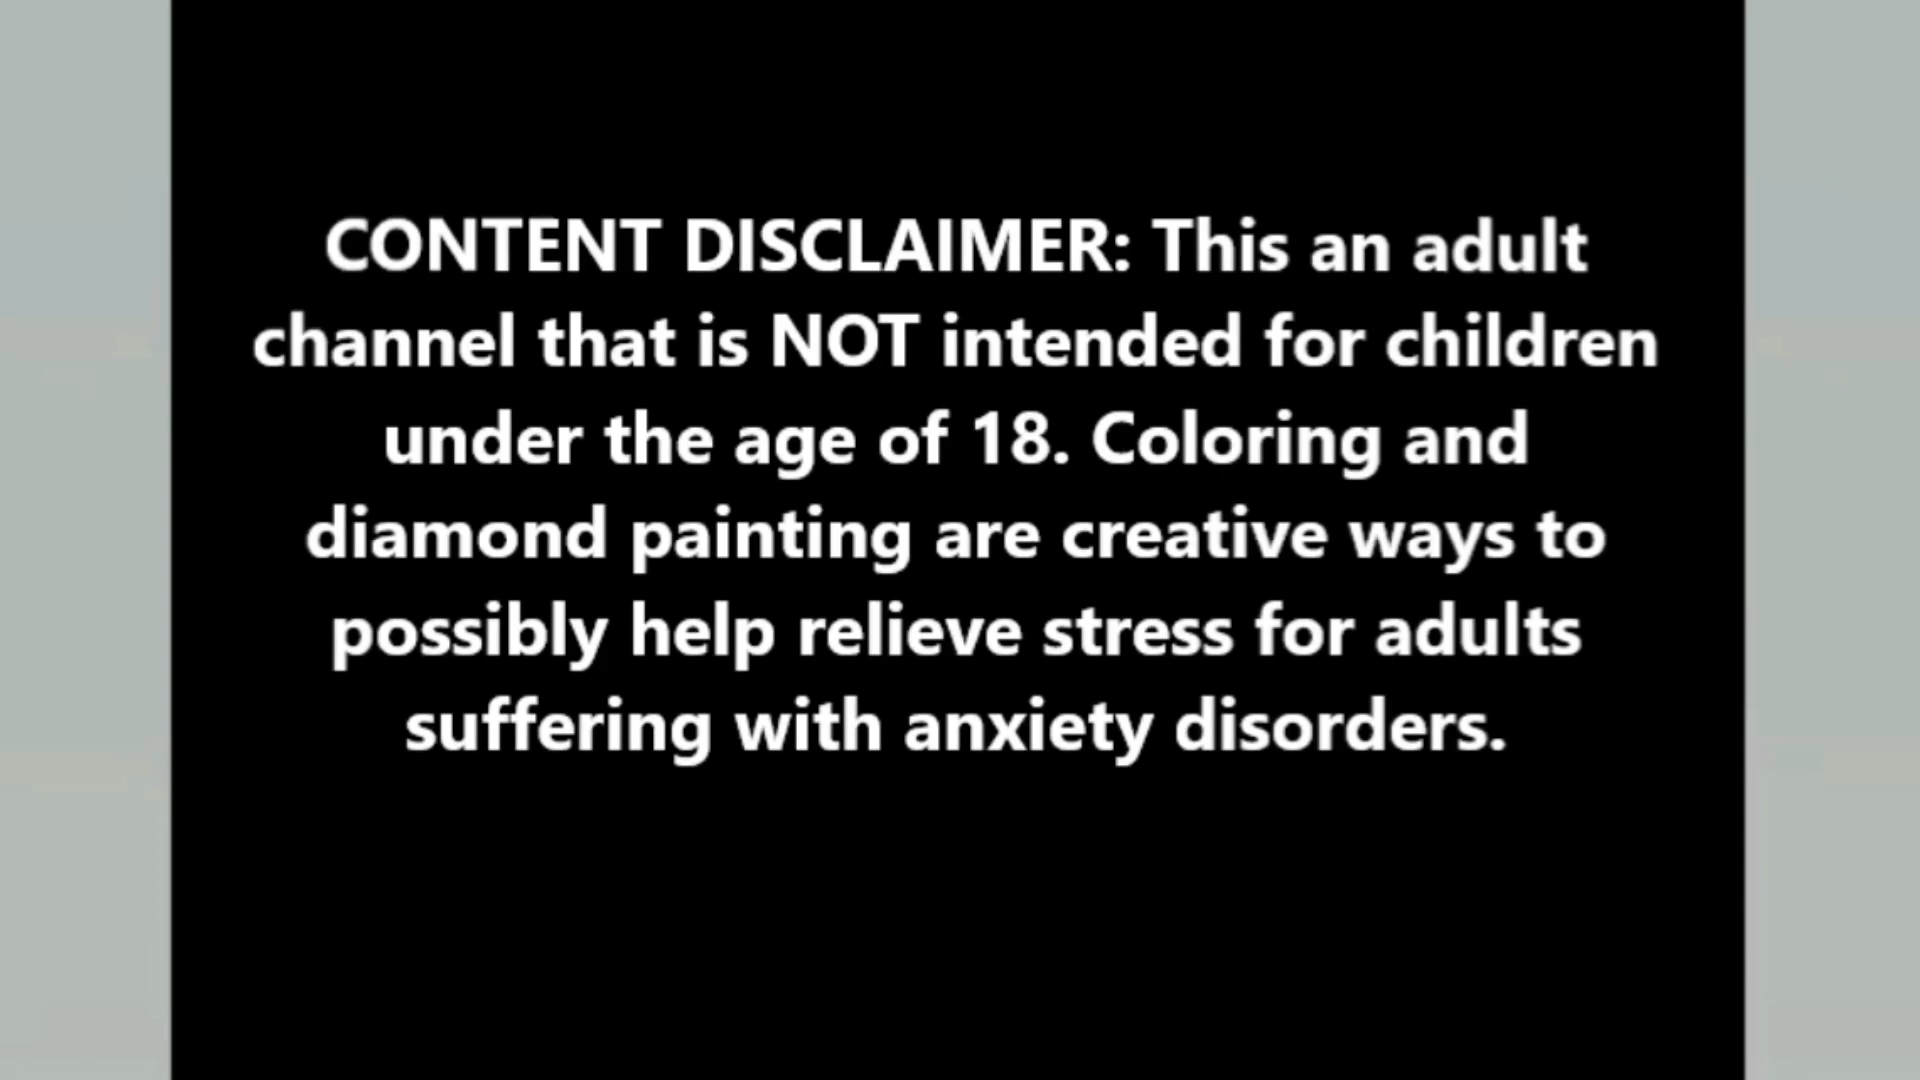 CONTENT DISCLAIMER: This an adult
channel that is NOT intended for children
under the age of 18. Coloring and
diamond painting are creative ways to
possibly help relieve stress for adults
suffering with anxiety disorders.